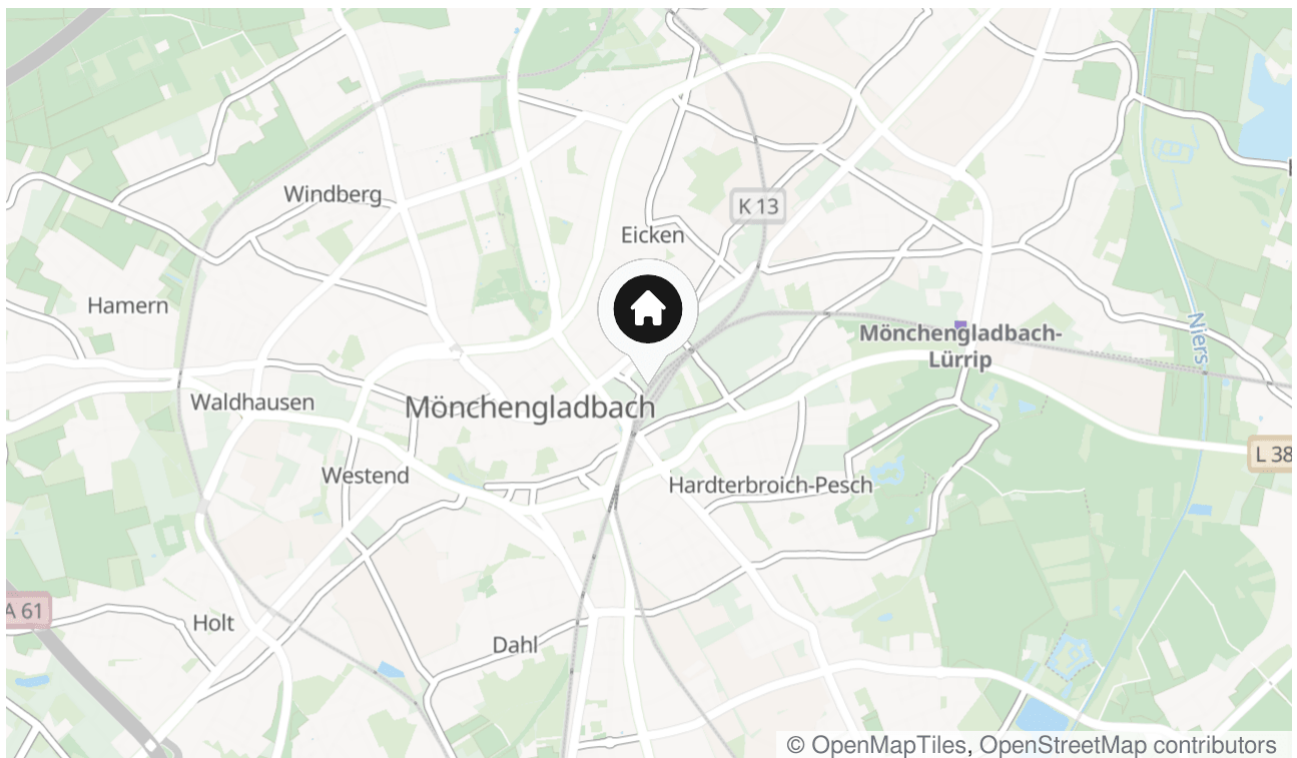 Windberg
K 13
Eicken
Hamern
Niers
Mönchengladbach-
Lürrip
Waldhausen
Mönchengladbach
L 38
Westend
Hardterbroich-Pesch
A 61
Holt
Dahl
© OpenMapTiles, OpenStreetMap contributors